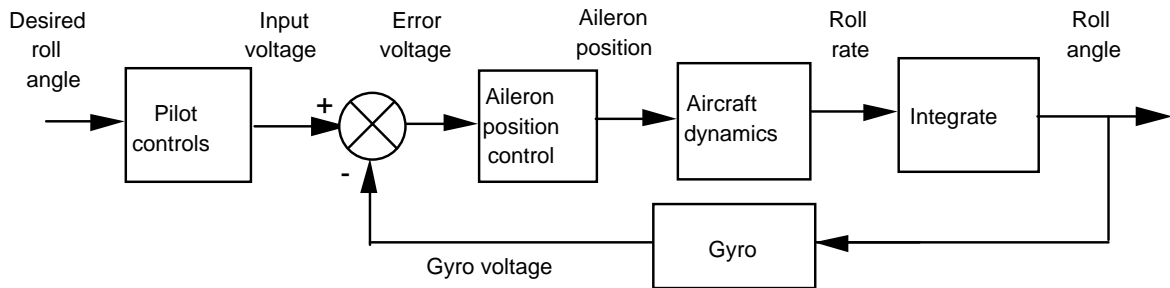 Desired
roll
angle
Input
voltage
Error
voltage
Aileron
position
Roll
rate
Roll
angle
Pilot
controls
+
-
Aileron
position
control
Aircraft
dynamics
Integrate
Gyro
Gyro voltage